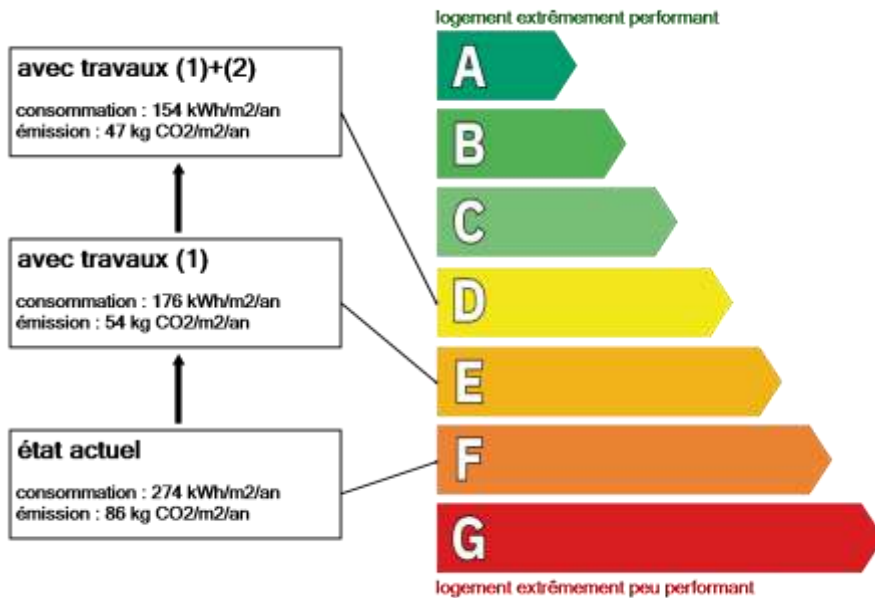 logement extrêmement performant
avec travaux (1)+(2)
consommation : 154 kWh/m2/an
émission : 47 kg CO2/m2/an
avec travaux (1)
consommation : 176 kWh/m2/an
émission : 54 kg CO2/m2/an
état actuel
consommation : 274 kWh/m2/an
émission : 86 kg CO2/m2/an
A
B
C
D
E
F
G
logement extrêmement peu performant